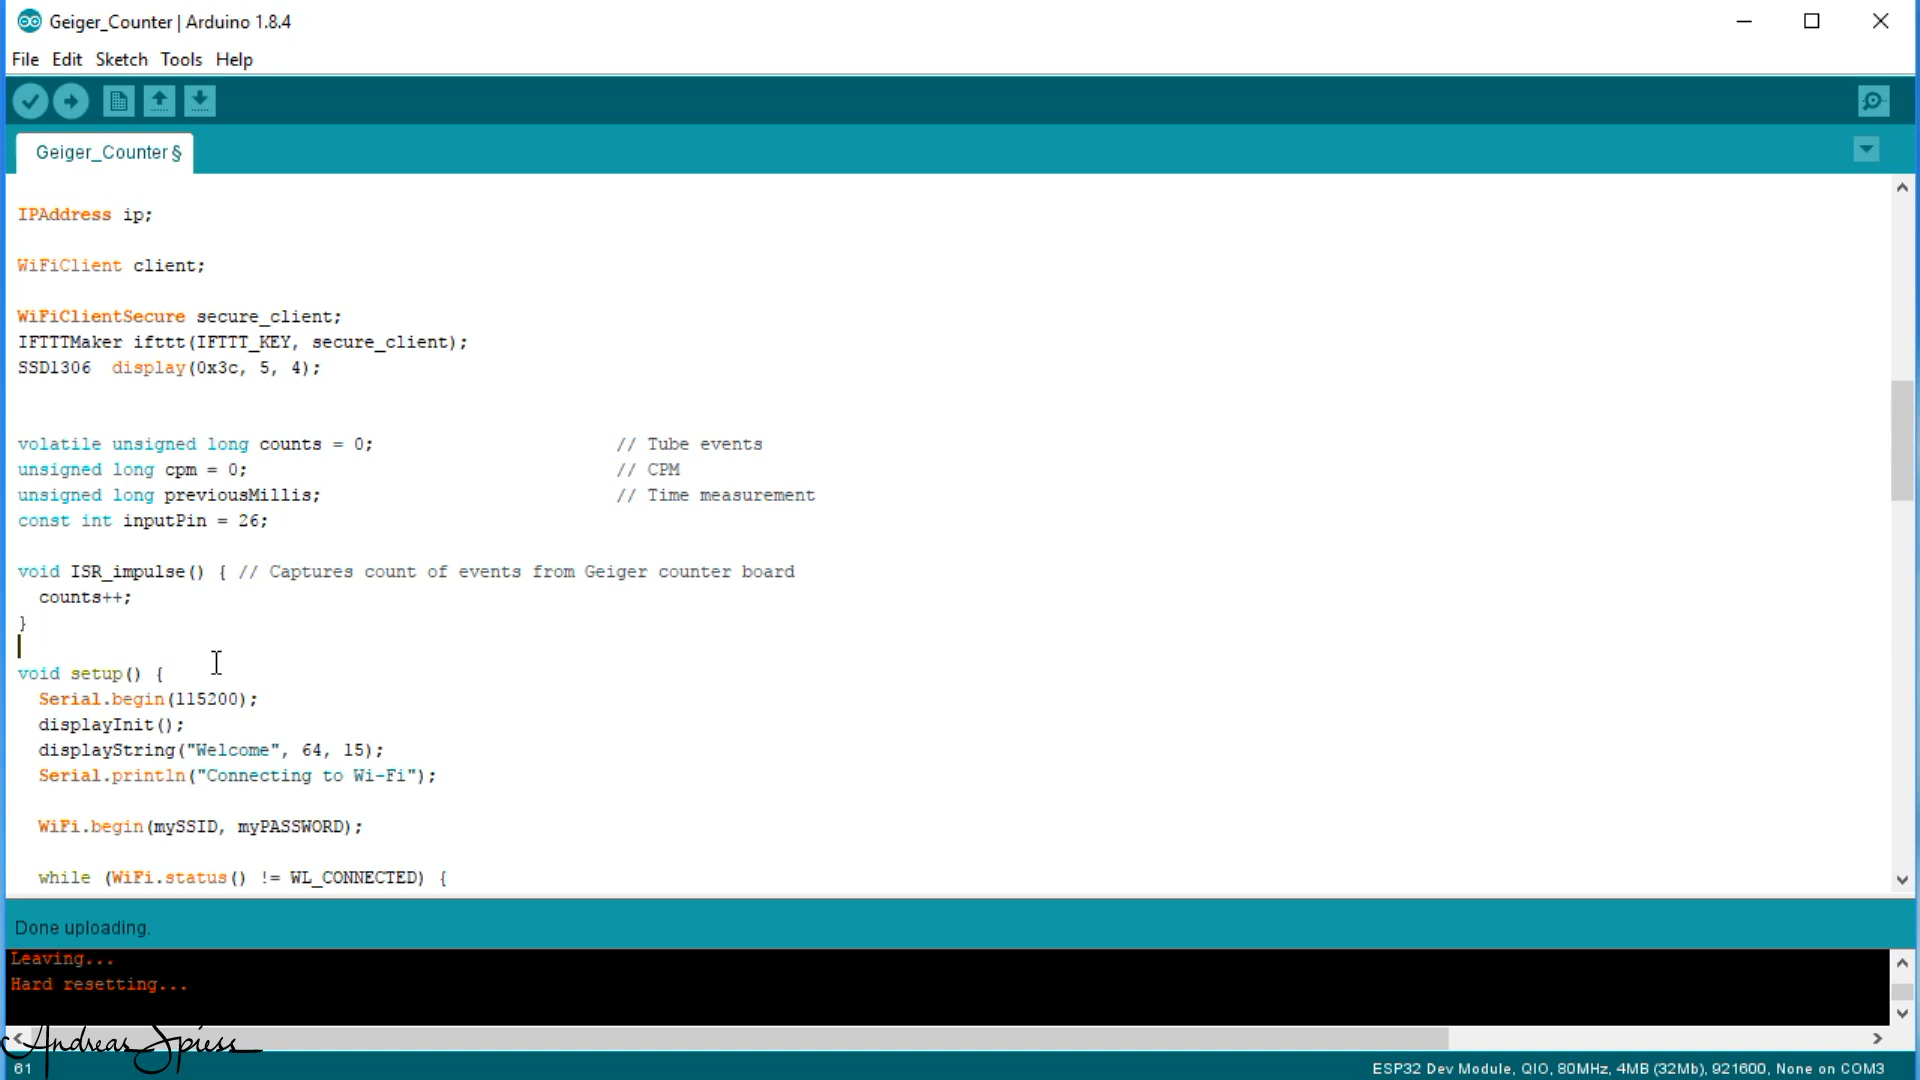 Geiger_Counter | Arduino 1.8.4
File Edit Sketch Tools Help
Geiger_Counter §
IPAddress ip;
WiFiClient client;
WiFiClientSecure secure_client;
IFTTTMaker ifttt(IFTTT_KEY, secure_client);
SSD1306  display(0x3c, 5, 4);
volatile unsigned long counts = 0; // Tube events
unsigned long cpm = 0; // CPM
unsigned long previousMillis; // Time measurement
const int inputPin = 26;
void ISR_impulse() { // Captures count of events from Geiger counter board
  counts++;
}
void setup() {
  Serial.begin(115200);
  displayInit();
  displayString("Welcome", 64, 15);
  Serial.println("Connecting to Wi-Fi");
  WiFi.begin(mySSID, myPASSWORD);
  while (WiFi.status() != WL_CONNECTED) {
Done uploading.
Leaving...
Hard resetting...
Andreas Spiess
61 ESP32 Dev Module, QIO, 80MHz, 4MB (32Mb), 921600, None on COM3